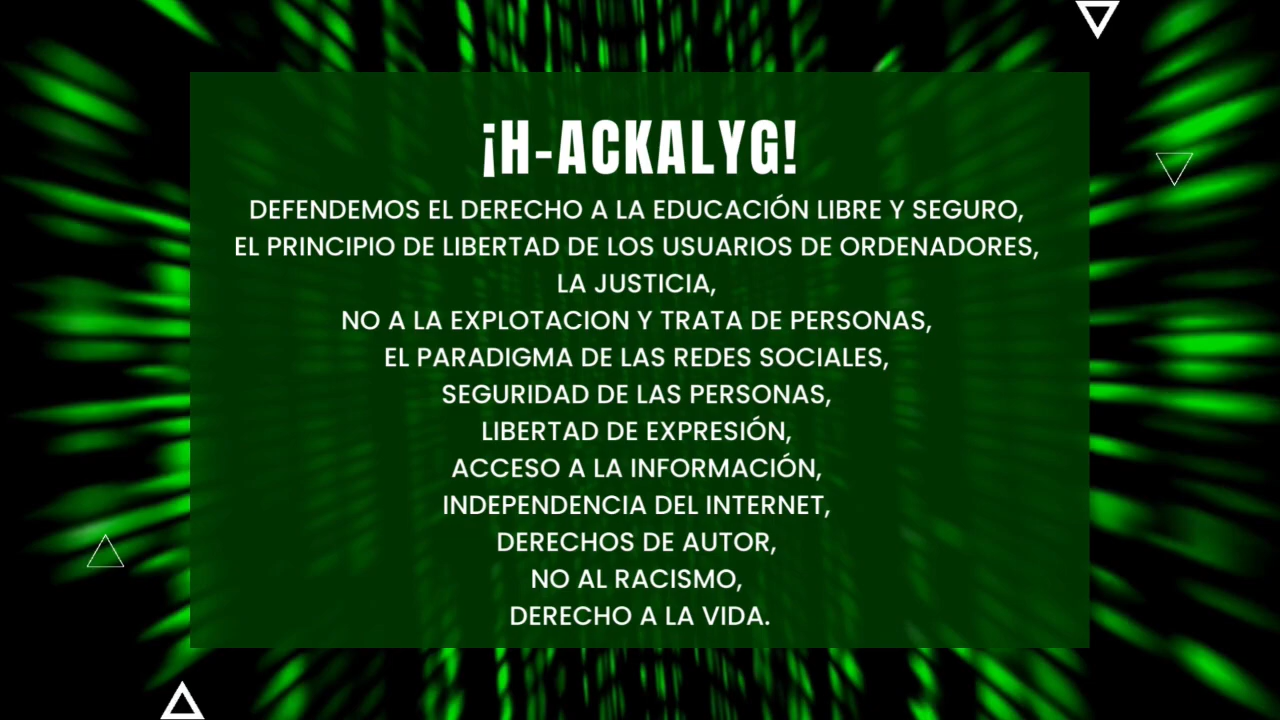 ¡H-ACKALYG!
DEFENDEMOS EL DERECHO A LA EDUCACIÓN LIBRE Y SEGURO,
EL PRINCIPIO DE LIBERTAD DE LOS USUARIOS DE ORDENADORES,
LA JUSTICIA,
NO A LA EXPLOTACION Y TRATA DE PERSONAS,
EL PARADIGMA DE LAS REDES SOCIALES,
SEGURIDAD DE LAS PERSONAS,
LIBERTAD DE EXPRESIÓN,
ACCESO A LA INFORMACIÓN,
INDEPENDENCIA DEL INTERNET,
DERECHOS DE AUTOR,
NO AL RACISMO,
DERECHO A LA VIDA.